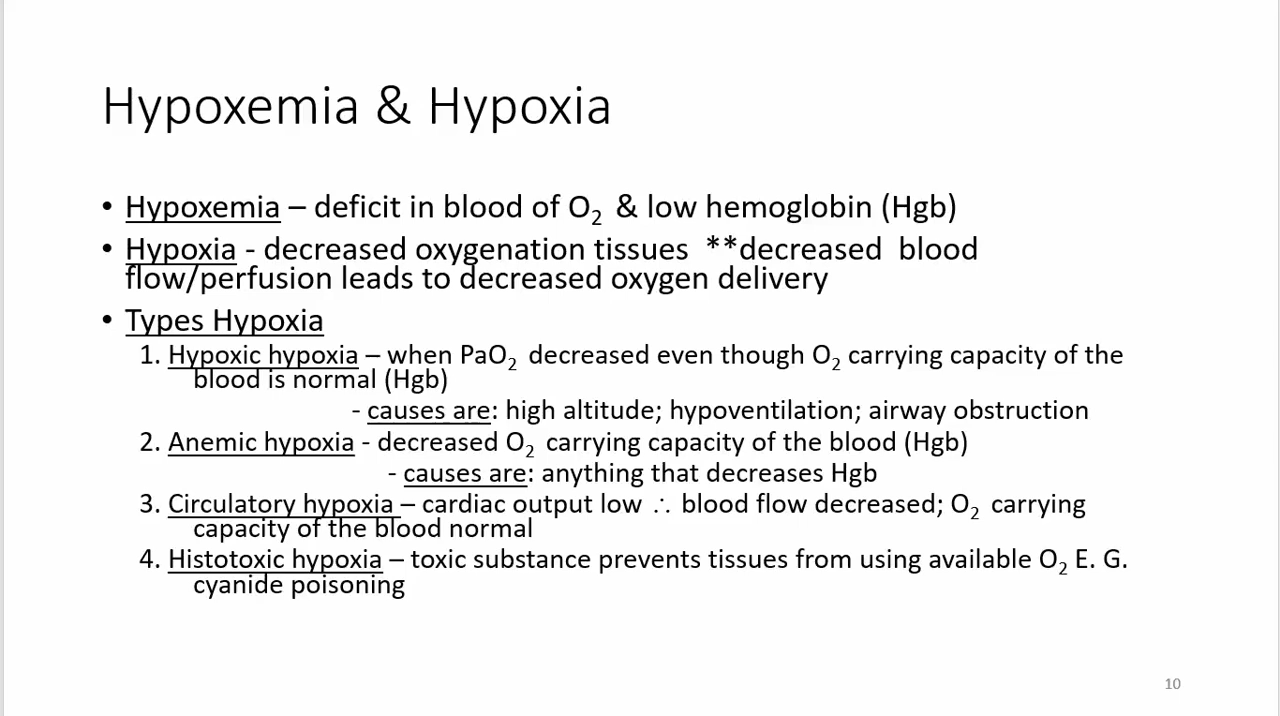 Hypoxemia & Hypoxia
• Hypoxemia – deficit in blood of O₂ & low hemoglobin (Hgb)
• Hypoxia - decreased oxygenation tissues **decreased blood
flow/perfusion leads to decreased oxygen delivery
• Types Hypoxia
1. Hypoxic hypoxia – when PaO₂ decreased even though O₂ carrying capacity of the
blood is normal (Hgb)
- causes are: high altitude; hypoventilation; airway obstruction
2. Anemic hypoxia - decreased O₂ carrying capacity of the blood (Hgb)
- causes are: anything that decreases Hgb
3. Circulatory hypoxia – cardiac output low ∴ blood flow decreased; O₂ carrying
capacity of the blood normal
4. Histotoxic hypoxia – toxic substance prevents tissues from using available O₂ E. G.
cyanide poisoning
10